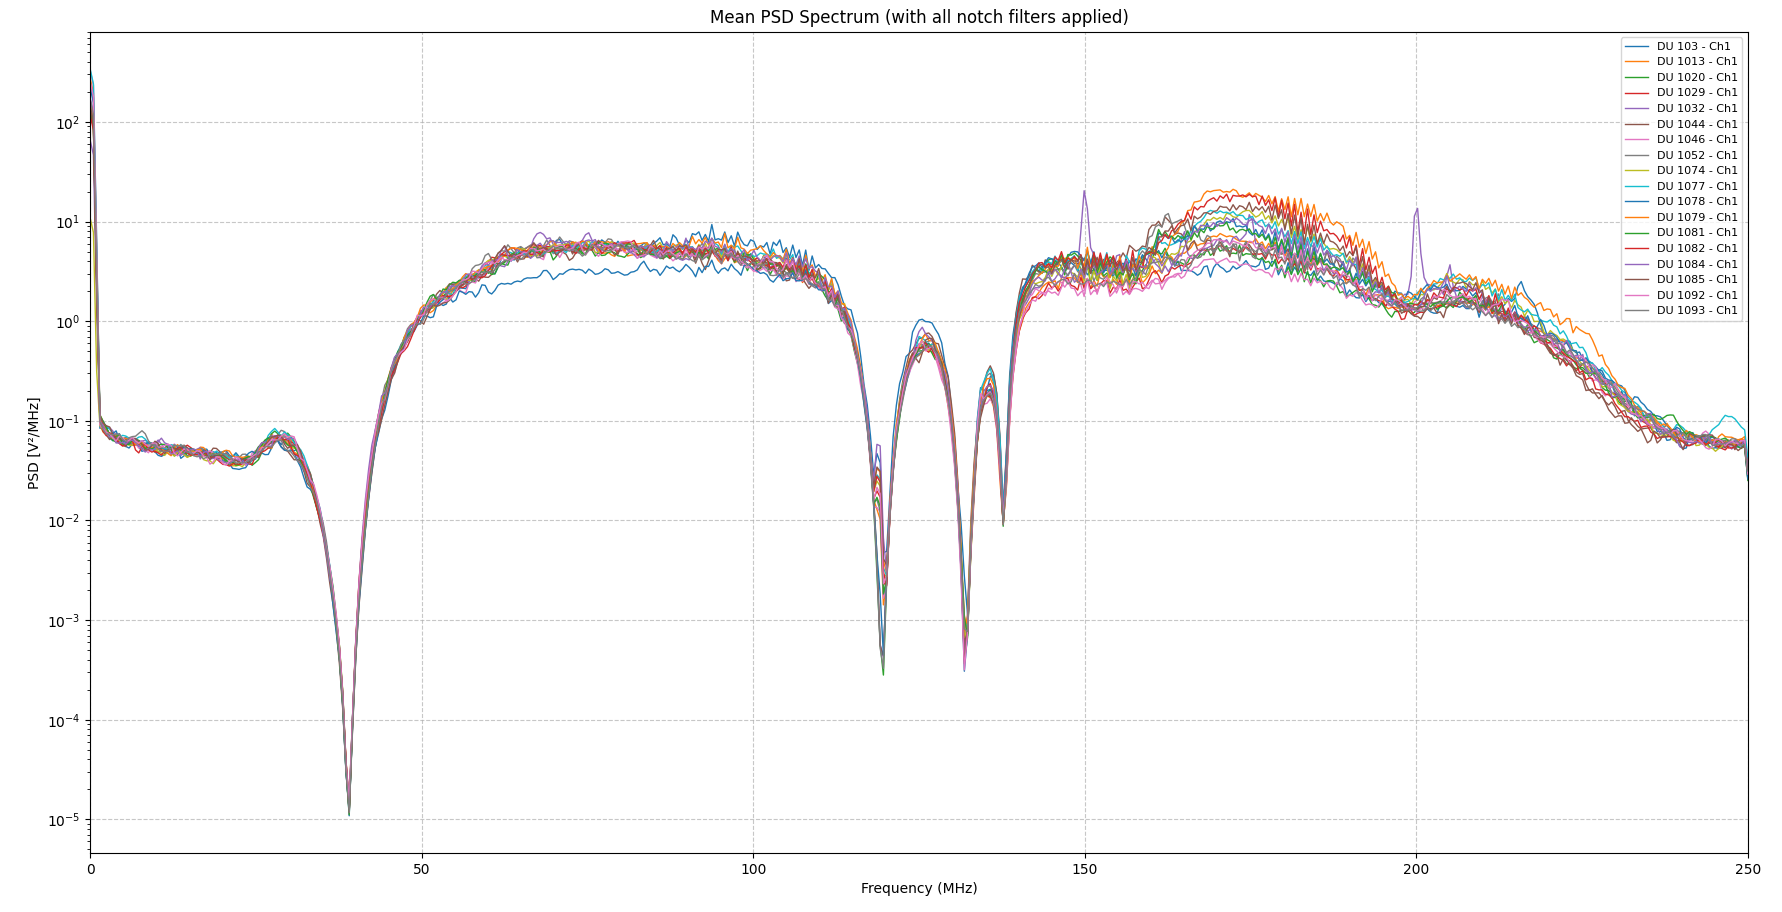 Mean PSD Spectrum (with all notch filters applied)
DU 103 - Ch1
DU 1013 - Ch1
DU 1020 - Ch1
DU 1029 - Ch1
DU 1032 - Ch1
DU 1044 - Ch1
DU 1046 - Ch1
DU 1052 - Ch1
DU 1074 - Ch1
DU 1077 - Ch1
DU 1078 - Ch1
DU 1079 - Ch1
DU 1081 - Ch1
DU 1082 - Ch1
DU 1084 - Ch1
DU 1085 - Ch1
DU 1092 - Ch1
DU 1093 - Ch1
PSD [V²/MHz]
10²
10¹
10⁰
10⁻¹
10⁻²
10⁻³
10⁻⁴
10⁻⁵
0 50 100 150 200 250
Frequency (MHz)